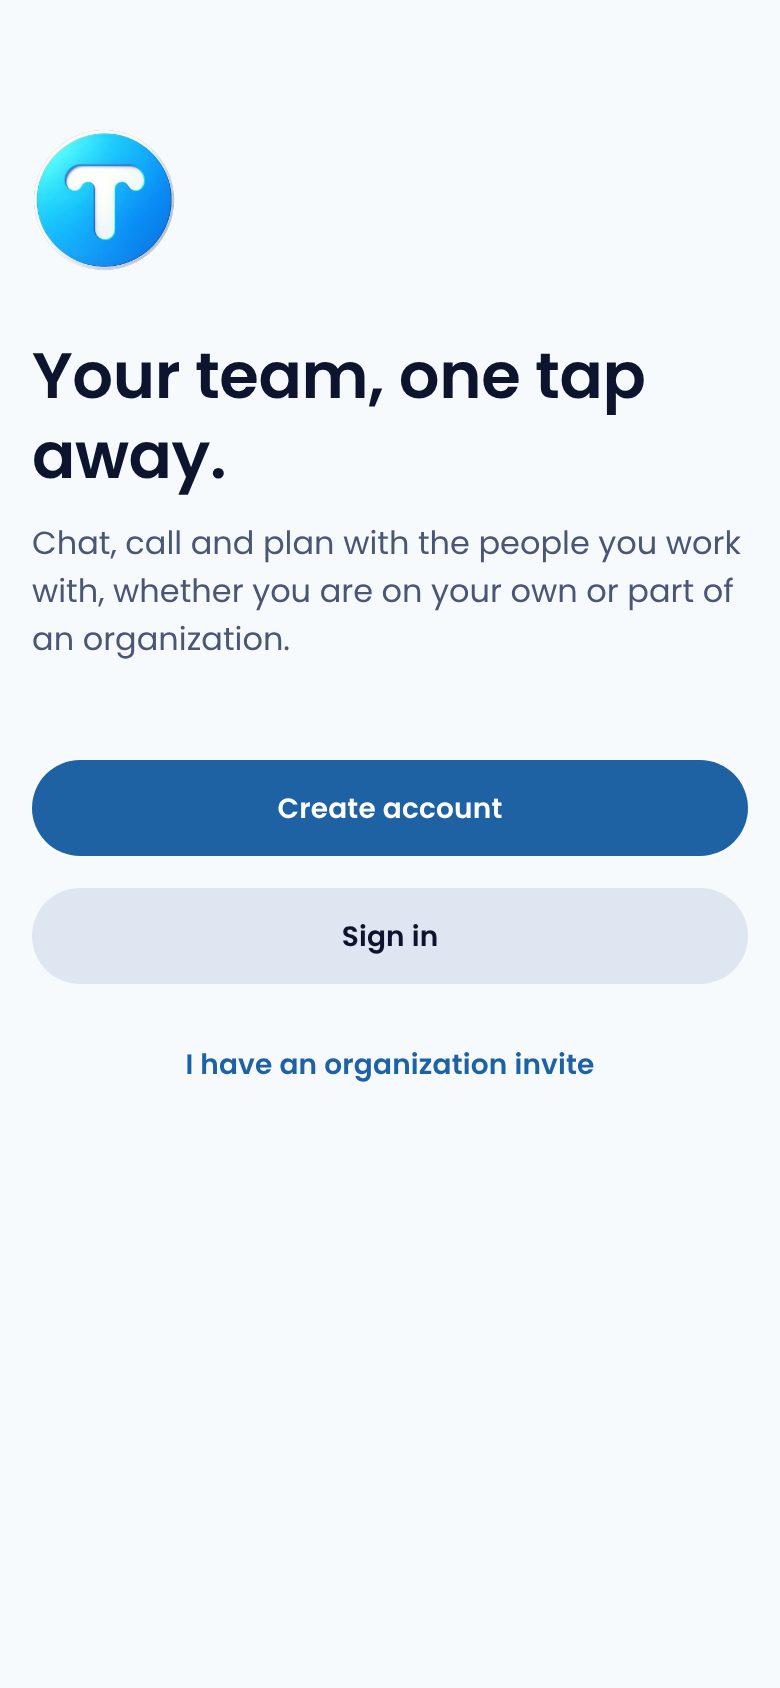 T
Your team, one tap
away.
Chat, call and plan with the people you work
with, whether you are on your own or part of
an organization.
Create account
Sign in
I have an organization invite